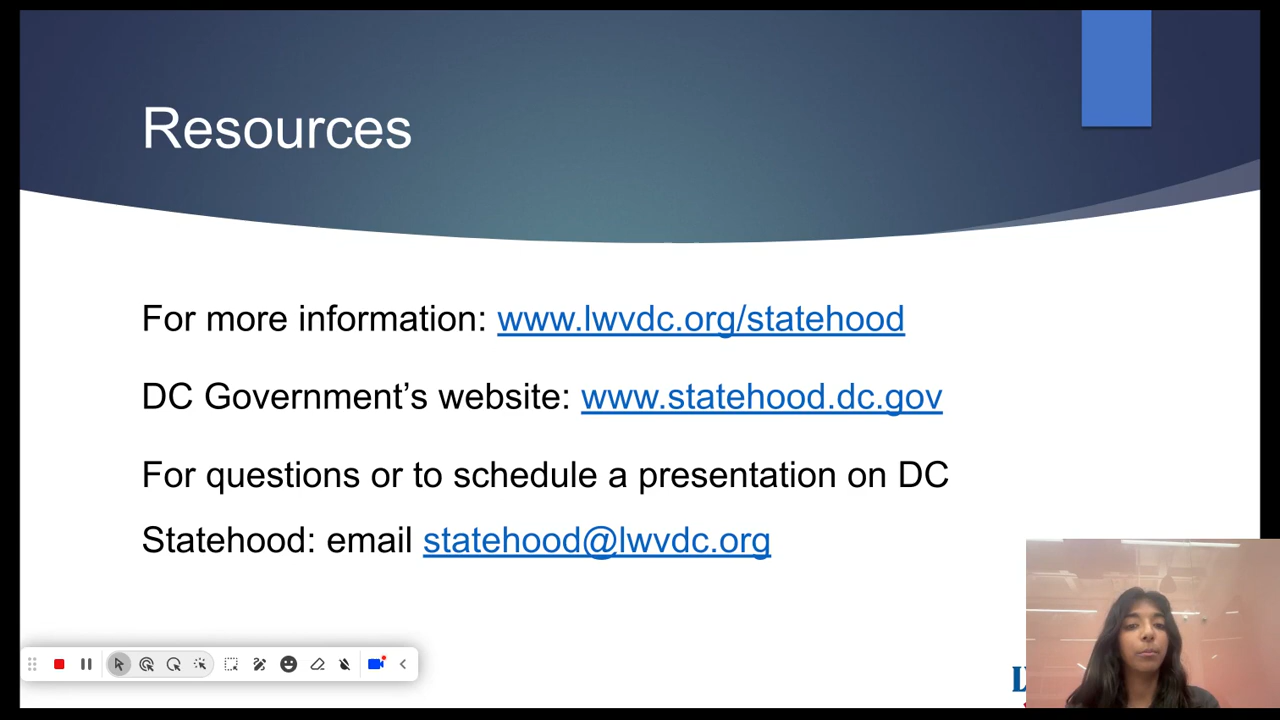 Resources
For more information: www.lwvdc.org/statehood
DC Government’s website: www.statehood.dc.gov
For questions or to schedule a presentation on DC
Statehood: email statehood@lwvdc.org